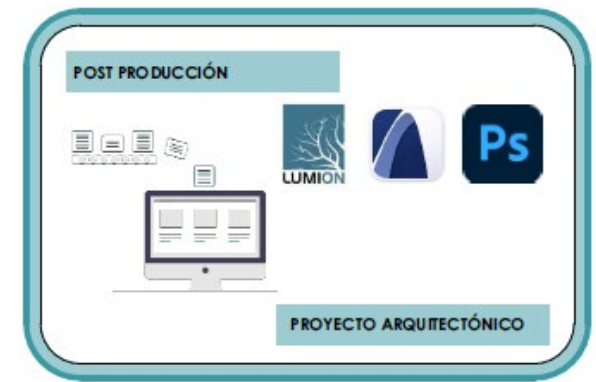 POST PRODUCCIÓN
LUMION
Ps
PROYECTO ARQUITECTÓNICO